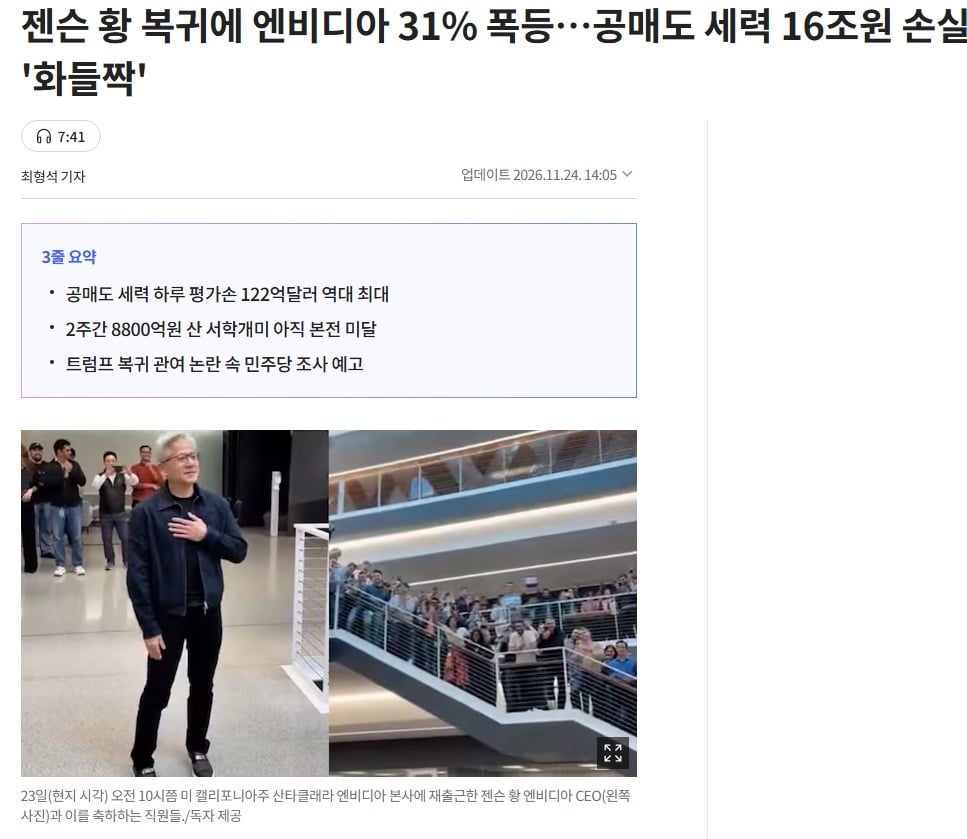 젠슨 황 복귀에 엔비디아 31% 폭등…공매도 세력 16조원 손실
'화들짝'
7:41
최형석 기자
업데이트 2026.11.24. 14:05
3줄 요약
• 공매도 세력 하루 평가손 122억달러 역대 최대
• 2주간 8800억원 산 서학개미 아직 본전 미달
• 트럼프 복귀 관여 논란 속 민주당 조사 예고
23일(현지 시각) 오전 10시쯤 미 캘리포니아주 산타클래라 엔비디아 본사에 재출근한 젠슨 황 엔비디아 CEO(왼쪽
사진)과 이를 축하하는 직원들./독자 제공